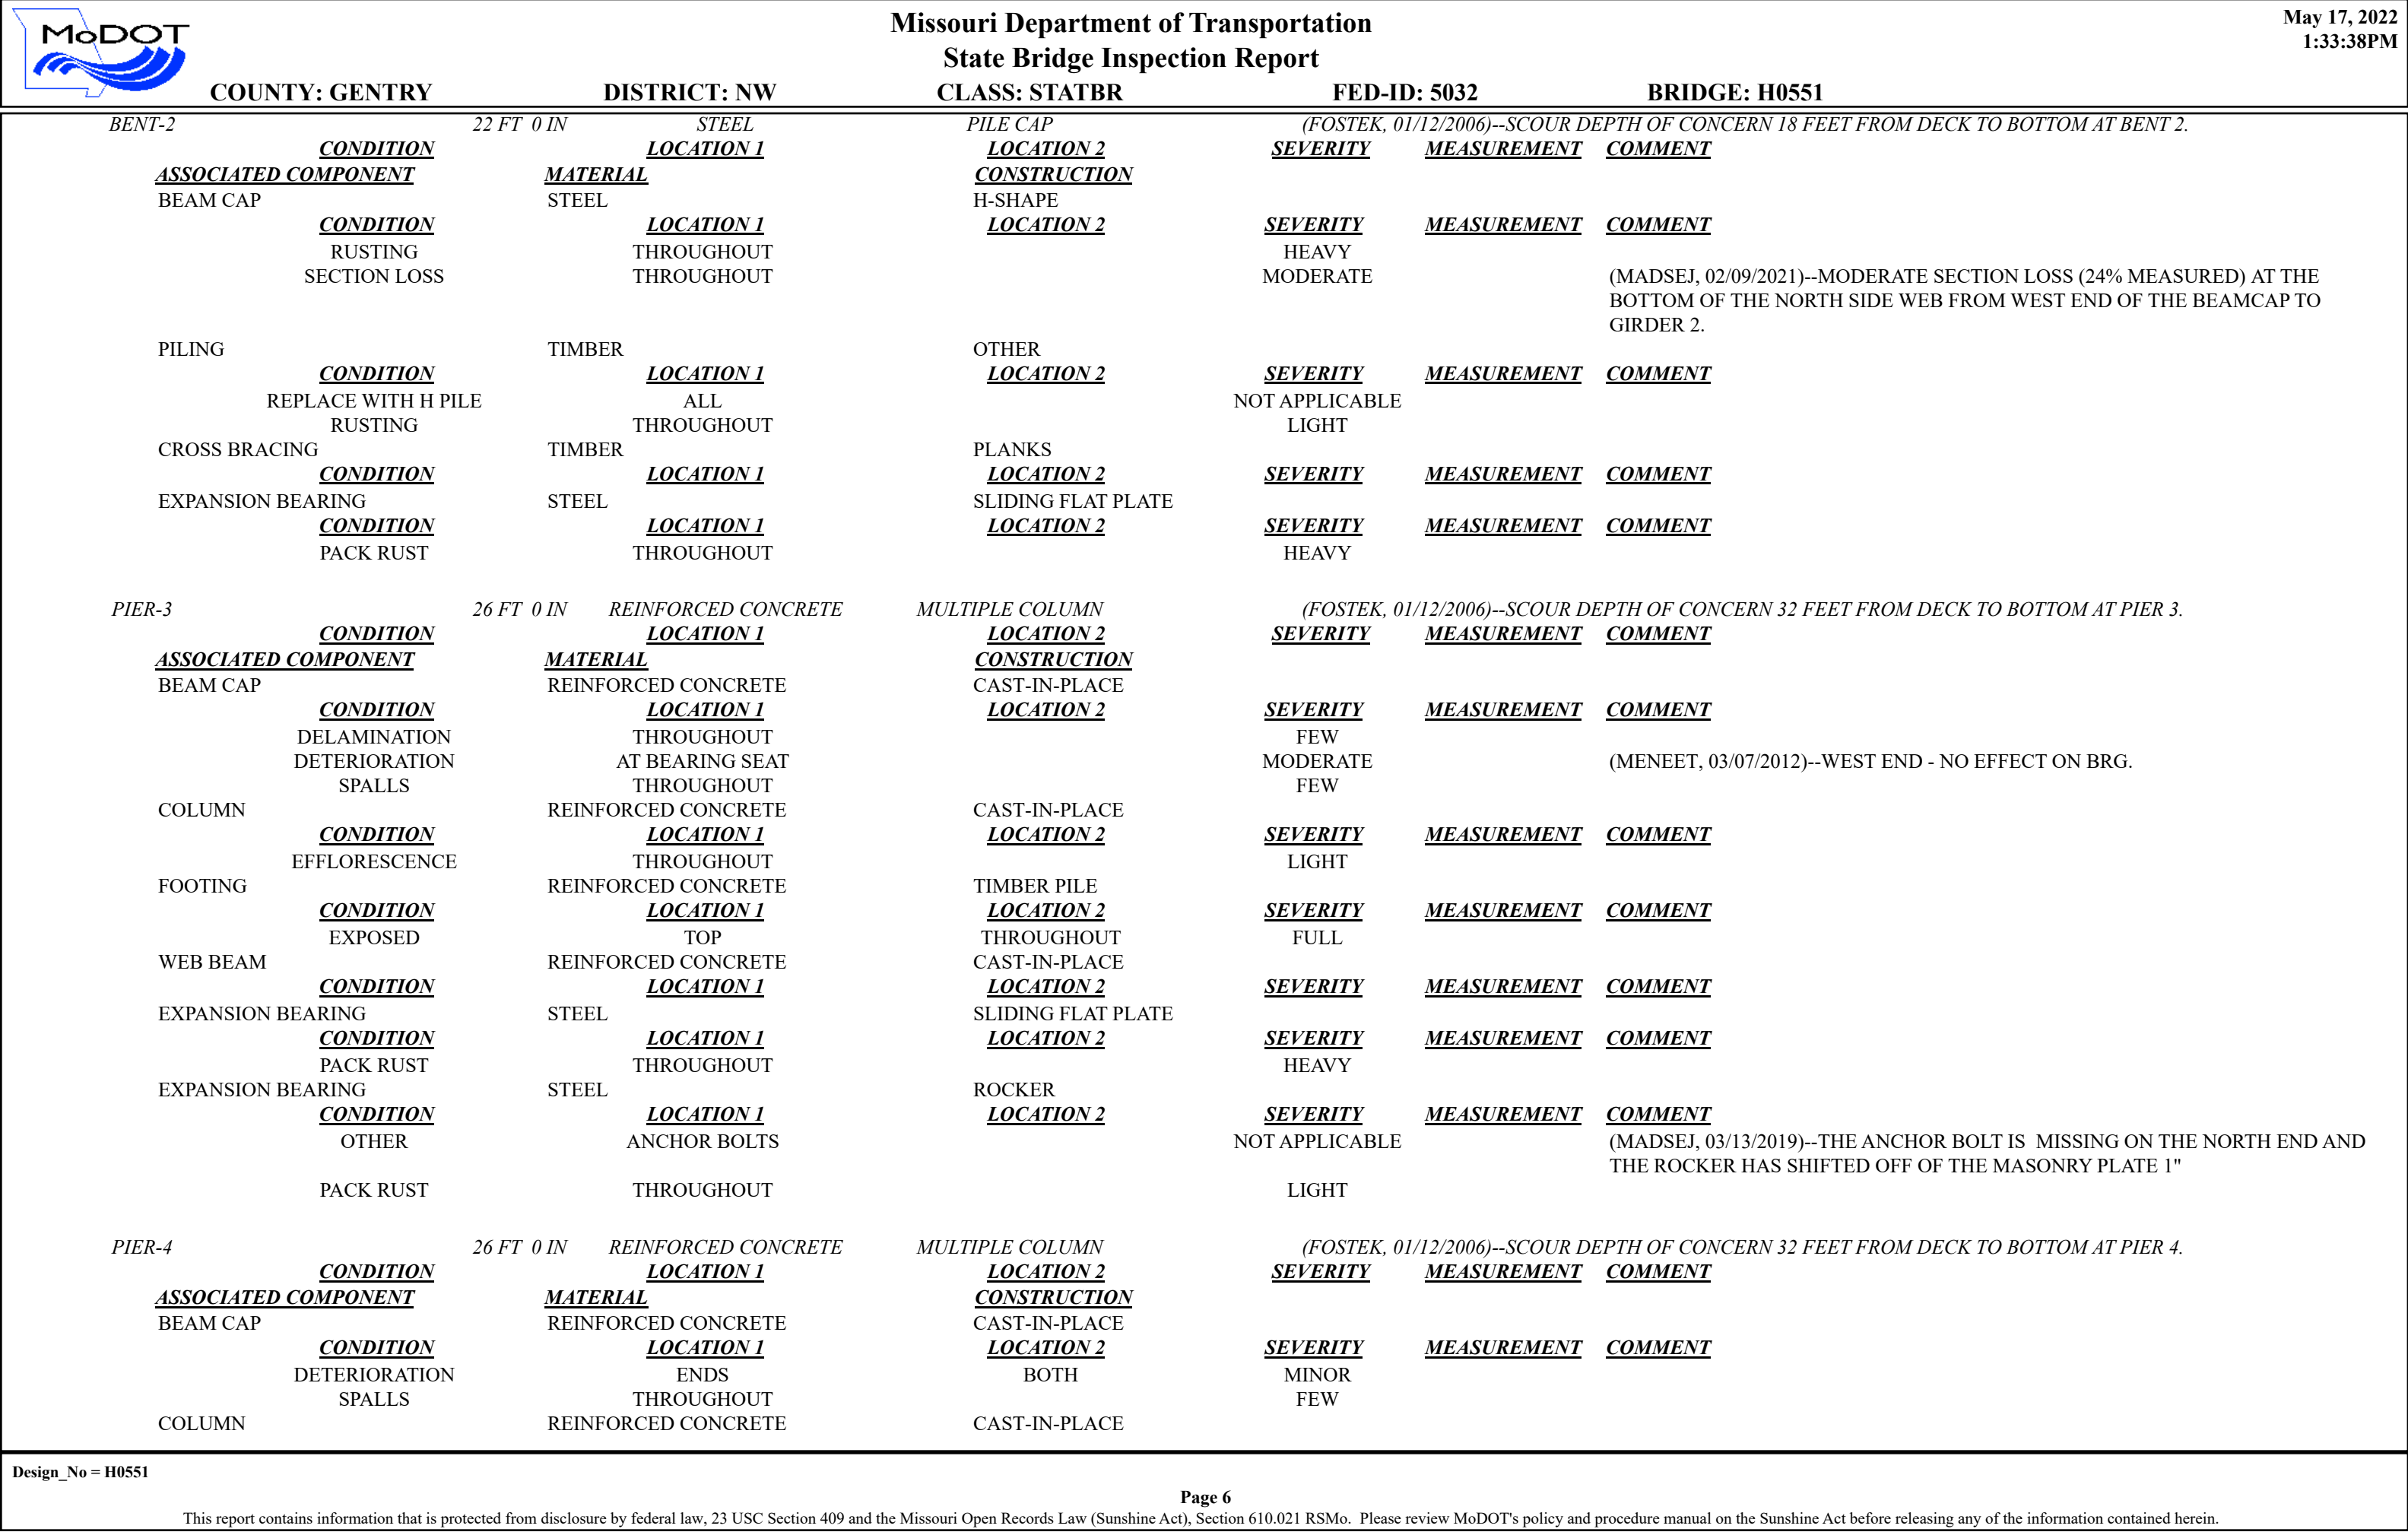 MoDOT
Missouri Department of Transportation
State Bridge Inspection Report
May 17, 2022
1:33:38PM
COUNTY: GENTRY DISTRICT: NW CLASS: STATBR FED-ID: 5032 BRIDGE: H0551
BENT-2 22 FT 0 IN STEEL PILE CAP (FOSTEK, 01/12/2006)--SCOUR DEPTH OF CONCERN 18 FEET FROM DECK TO BOTTOM AT BENT 2.
CONDITION LOCATION 1 LOCATION 2 SEVERITY MEASUREMENT COMMENT
ASSOCIATED COMPONENT MATERIAL CONSTRUCTION
BEAM CAP STEEL H-SHAPE
CONDITION LOCATION 1 LOCATION 2 SEVERITY MEASUREMENT COMMENT
RUSTING THROUGHOUT HEAVY
SECTION LOSS THROUGHOUT MODERATE (MADSEJ, 02/09/2021)--MODERATE SECTION LOSS (24% MEASURED) AT THE
BOTTOM OF THE NORTH SIDE WEB FROM WEST END OF THE BEAMCAP TO
GIRDER 2.
PILING TIMBER OTHER
CONDITION LOCATION 1 LOCATION 2 SEVERITY MEASUREMENT COMMENT
REPLACE WITH H PILE ALL NOT APPLICABLE
RUSTING THROUGHOUT LIGHT
CROSS BRACING TIMBER PLANKS
CONDITION LOCATION 1 LOCATION 2 SEVERITY MEASUREMENT COMMENT
EXPANSION BEARING STEEL SLIDING FLAT PLATE
CONDITION LOCATION 1 LOCATION 2 SEVERITY MEASUREMENT COMMENT
PACK RUST THROUGHOUT HEAVY
PIER-3 26 FT 0 IN REINFORCED CONCRETE MULTIPLE COLUMN (FOSTEK, 01/12/2006)--SCOUR DEPTH OF CONCERN 32 FEET FROM DECK TO BOTTOM AT PIER 3.
CONDITION LOCATION 1 LOCATION 2 SEVERITY MEASUREMENT COMMENT
ASSOCIATED COMPONENT MATERIAL CONSTRUCTION
BEAM CAP REINFORCED CONCRETE CAST-IN-PLACE
CONDITION LOCATION 1 LOCATION 2 SEVERITY MEASUREMENT COMMENT
DELAMINATION THROUGHOUT FEW
DETERIORATION AT BEARING SEAT MODERATE (MENEET, 03/07/2012)--WEST END - NO EFFECT ON BRG.
SPALLS THROUGHOUT FEW
COLUMN REINFORCED CONCRETE CAST-IN-PLACE
CONDITION LOCATION 1 LOCATION 2 SEVERITY MEASUREMENT COMMENT
EFFLORESCENCE THROUGHOUT LIGHT
FOOTING REINFORCED CONCRETE TIMBER PILE
CONDITION LOCATION 1 LOCATION 2 SEVERITY MEASUREMENT COMMENT
EXPOSED TOP THROUGHOUT FULL
WEB BEAM REINFORCED CONCRETE CAST-IN-PLACE
CONDITION LOCATION 1 LOCATION 2 SEVERITY MEASUREMENT COMMENT
EXPANSION BEARING STEEL SLIDING FLAT PLATE
CONDITION LOCATION 1 LOCATION 2 SEVERITY MEASUREMENT COMMENT
PACK RUST THROUGHOUT HEAVY
EXPANSION BEARING STEEL ROCKER
CONDITION LOCATION 1 LOCATION 2 SEVERITY MEASUREMENT COMMENT
OTHER ANCHOR BOLTS NOT APPLICABLE (MADSEJ, 03/13/2019)--THE ANCHOR BOLT IS MISSING ON THE NORTH END AND
THE ROCKER HAS SHIFTED OFF OF THE MASONRY PLATE 1"
PACK RUST THROUGHOUT LIGHT
PIER-4 26 FT 0 IN REINFORCED CONCRETE MULTIPLE COLUMN (FOSTEK, 01/12/2006)--SCOUR DEPTH OF CONCERN 32 FEET FROM DECK TO BOTTOM AT PIER 4.
CONDITION LOCATION 1 LOCATION 2 SEVERITY MEASUREMENT COMMENT
ASSOCIATED COMPONENT MATERIAL CONSTRUCTION
BEAM CAP REINFORCED CONCRETE CAST-IN-PLACE
CONDITION LOCATION 1 LOCATION 2 SEVERITY MEASUREMENT COMMENT
DETERIORATION ENDS BOTH MINOR
SPALLS THROUGHOUT FEW
COLUMN REINFORCED CONCRETE CAST-IN-PLACE
Design_No = H0551
Page 6
This report contains information that is protected from disclosure by federal law, 23 USC Section 409 and the Missouri Open Records Law (Sunshine Act), Section 610.021 RSMo. Please review MoDOT's policy and procedure manual on the Sunshine Act before releasing any of the information contained herein.